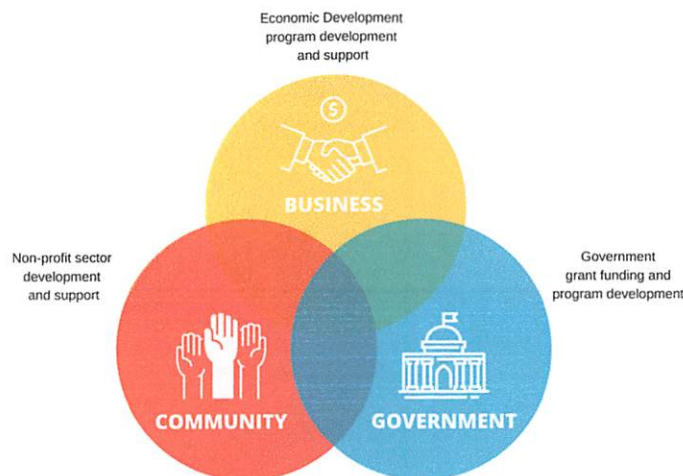 Economic Development
program development
and support
$
BUSINESS
Non-profit sector
development
and support
Government
grant funding and
program development
COMMUNITY
GOVERNMENT